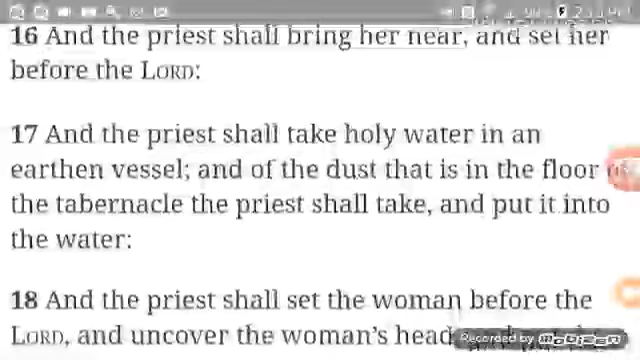 16 And the priest shall bring her near, and set her
before the LORD:
17 And the priest shall take holy water in an
earthen vessel; and of the dust that is in the floor of
the tabernacle the priest shall take, and put it into
the water:
18 And the priest shall set the woman before the
LORD, and uncover the woman's head,
Recorded by MOBIZEN